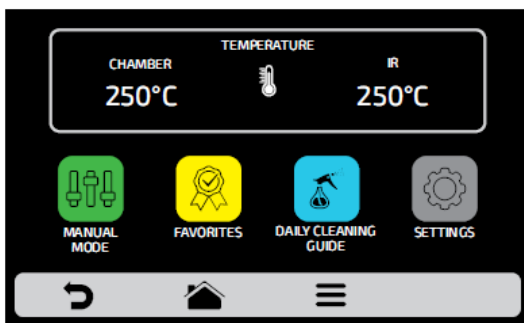 TEMPERATURE
CHAMBER
IR
250°C
250°C
MANUAL
MODE
FAVORITES
DAILY CLEANING
GUIDE
SETTINGS